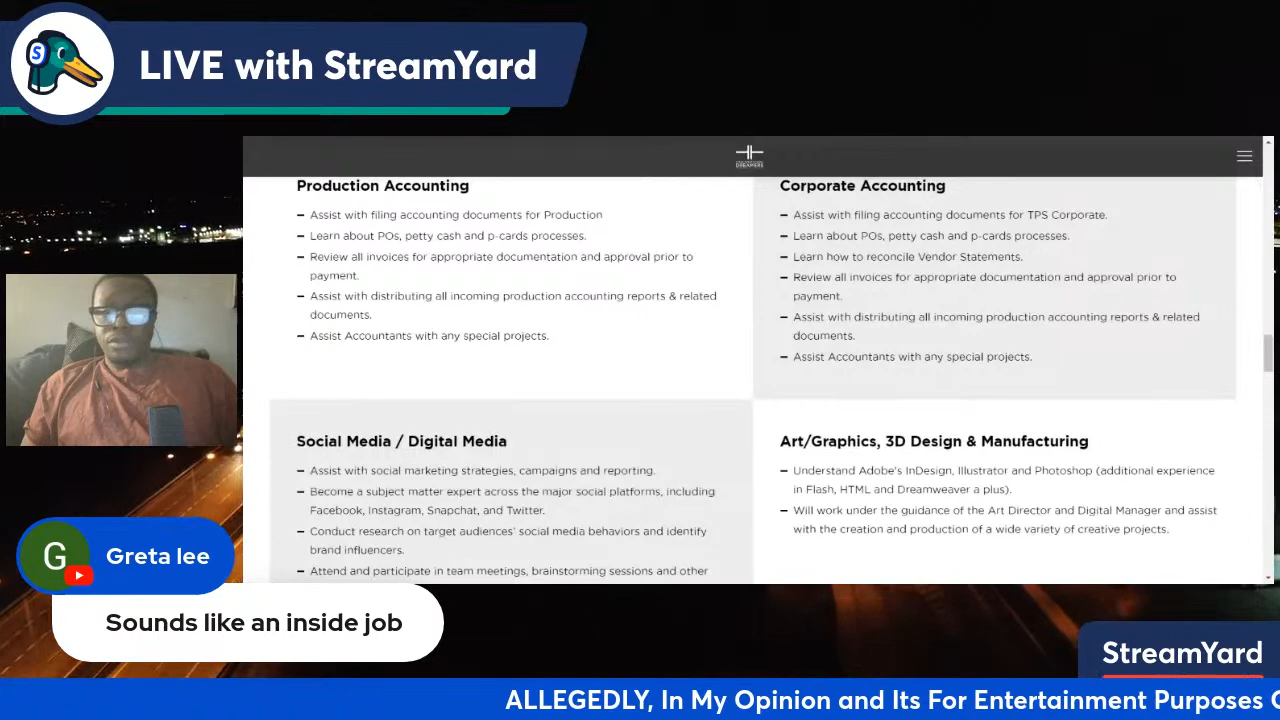 S
LIVE with StreamYard
DREAMERS
Production Accounting
– Assist with filing accounting documents for Production
– Learn about POs, petty cash and p-cards processes.
– Review all invoices for appropriate documentation and approval prior to
payment.
– Assist with distributing all incoming production accounting reports & related
documents.
– Assist Accountants with any special projects.
Corporate Accounting
– Assist with filing accounting documents for TPS Corporate.
– Learn about POs, petty cash and p-cards processes.
– Learn how to reconcile Vendor Statements.
– Review all invoices for appropriate documentation and approval prior to
payment.
– Assist with distributing all incoming production accounting reports & related
documents.
– Assist Accountants with any special projects.
Social Media / Digital Media
– Assist with social marketing strategies, campaigns and reporting.
– Become a subject matter expert across the major social platforms, including
Facebook, Instagram, Snapchat, and Twitter.
– Conduct research on target audiences' social media behaviors and identify
brand influencers.
– Attend and participate in team meetings, brainstorming sessions and other
Art/Graphics, 3D Design & Manufacturing
– Understand Adobe's InDesign, Illustrator and Photoshop (additional experience
in Flash, HTML and Dreamweaver a plus).
– Will work under the guidance of the Art Director and Digital Manager and assist
with the creation and production of a wide variety of creative projects.
G
Greta lee
Sounds like an inside job
StreamYard
ALLEGEDLY, In My Opinion and Its For Entertainment Purposes